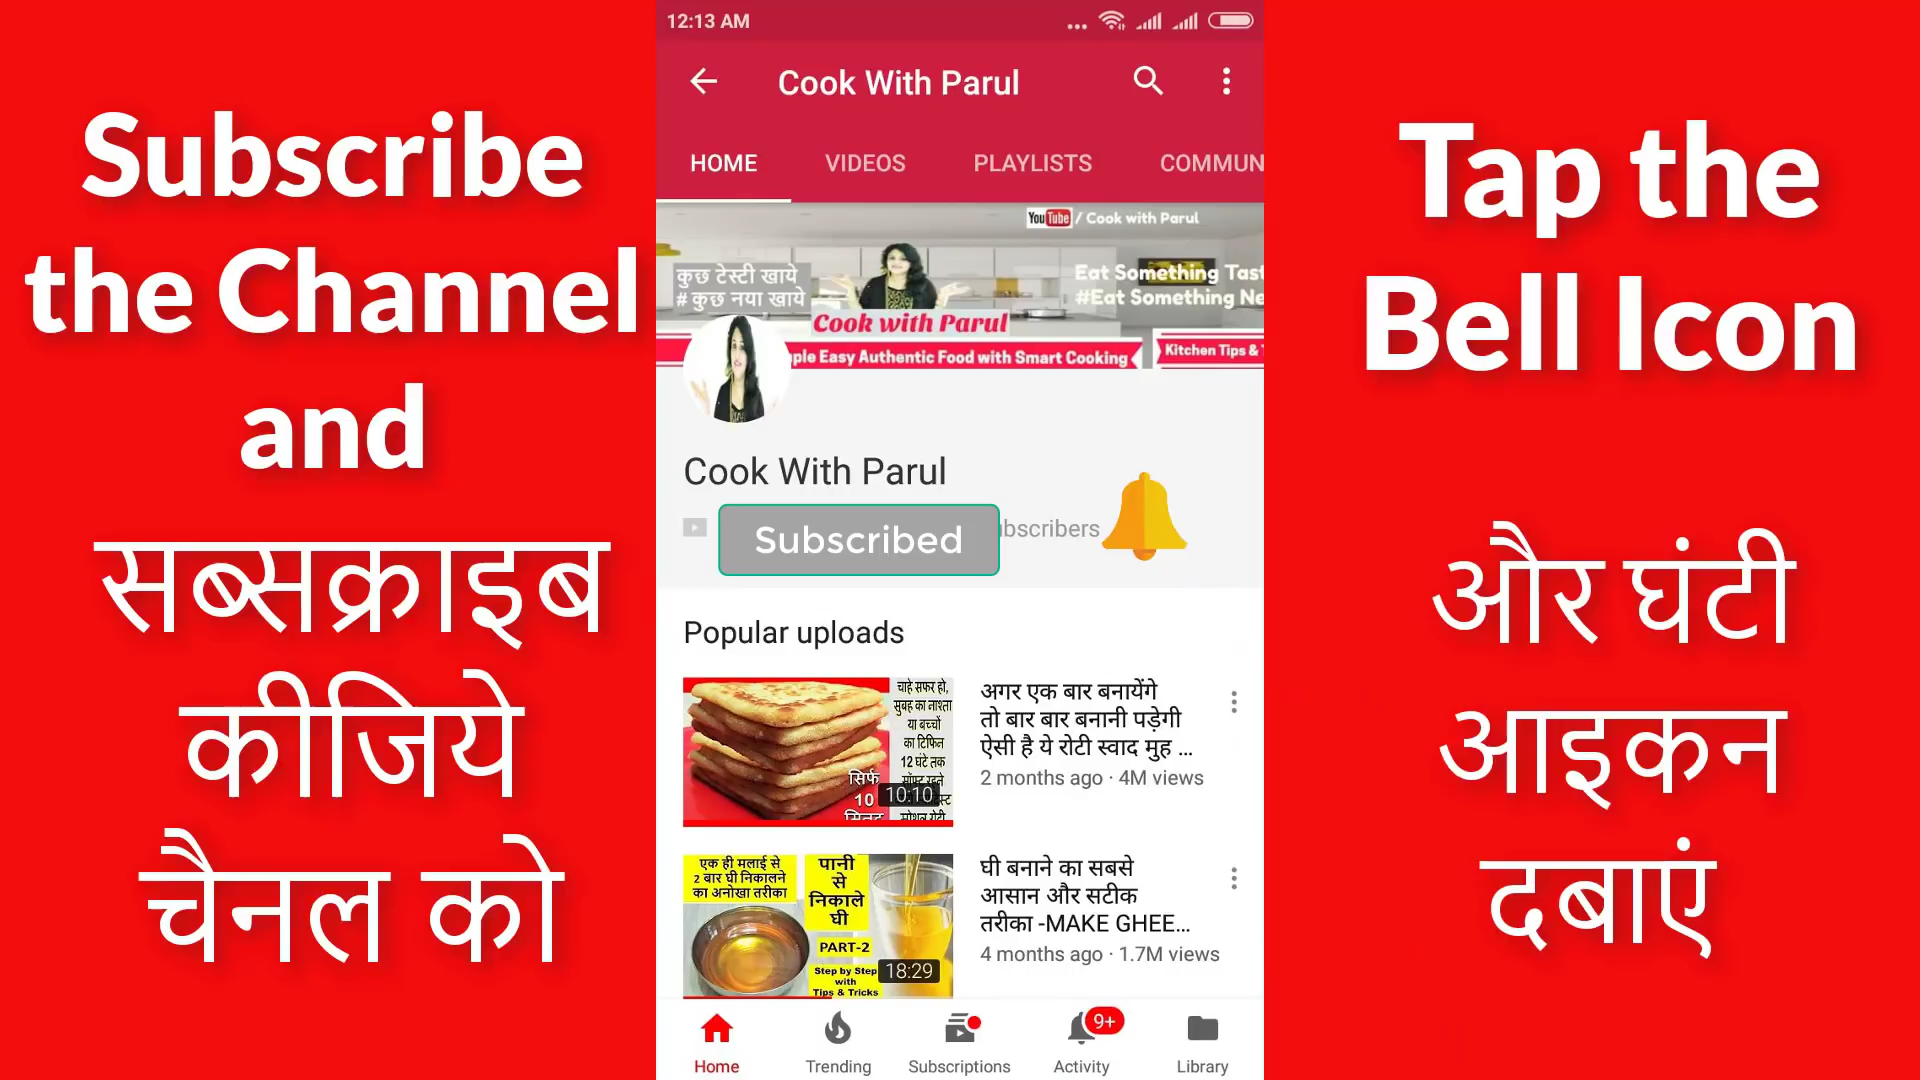 Subscribe
the Channel
and
सब्सक्राइब
कीजिये
चैनल को
12:13 AM
Cook With Parul
HOME VIDEOS PLAYLISTS COMMUN
YouTube / Cook with Parul
कुछ टेस्टी खाये
# कुछ नया खाये
Eat Something Tast
#Eat Something Ne
Cook with Parul
ple Easy Authentic Food with Smart Cooking
Kitchen Tips &
Cook With Parul
Subscribed
bscribers
Popular uploads
चाहे सफर हो,
सुबह का नाश्ता
या बच्चों
का टिफिन
12 घंटे तक
सॉफ्ट रहने
सिर्फ
10
मिनट
10:10
अगर एक बार बनायेंगे
तो बार बार बनानी पड़ेगी
ऐसी है ये रोटी स्वाद मुह ...
2 months ago · 4M views
एक ही मलाई से
2 बार घी निकालने
का अनोखा तरीका
पानी
से
निकाले
घी
PART-2
Step by Step
with
Tips & Tricks
18:29
घी बनाने का सबसे
आसान और सटीक
तरीका -MAKE GHEE...
4 months ago · 1.7M views
9+
Home Trending Subscriptions Activity Library
Tap the
Bell Icon
और घंटी
आइकन
दबाएं